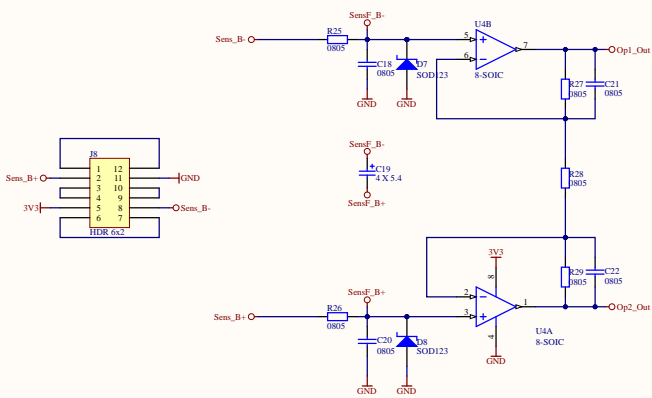 SensF_B-
U4B
Sens_B-
R25
0805
5
7
Op1_Out
6
C18
0805
D7
SOD123
8-SOIC
R27
0805
C21
0805
GND
GND
SensF_B-
J8
1
12
Sens_B+
2
11
GND
C19
4 X 5.4
R28
0805
3
10
4
9
3V3
5
8
Sens_B-
SensF_B+
6
7
HDR 6x2
3V3
8
R29
0805
C22
0805
SensF_B+
2
Sens_B+
R26
0805
3
1
Op2_Out
C20
0805
D8
SOD123
4
U4A
8-SOIC
GND
GND
GND